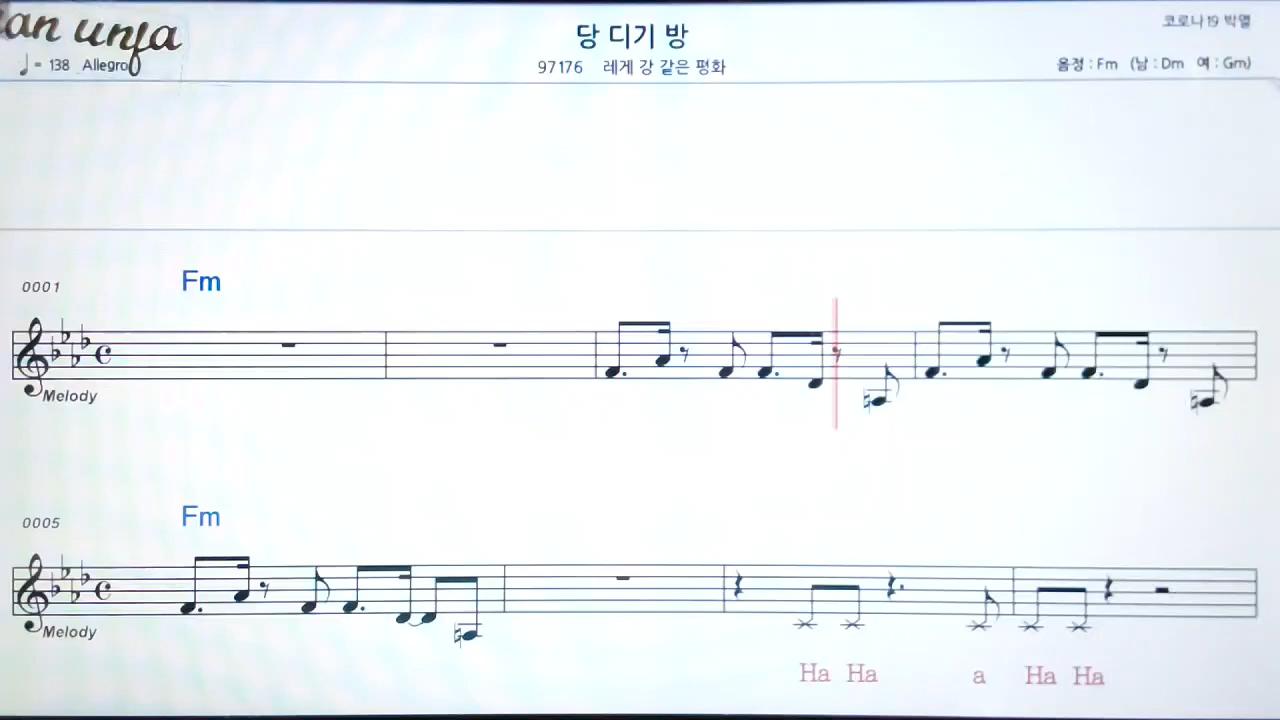 an unfa
당 디기 방
코로나19 박멸
♩= 138 Allegro
97176 레게 강 같은 평화
음정 : Fm (남 : Dm 여 : Gm)
0001
Fm
Melody
0005
Fm
Melody
Ha Ha a Ha Ha